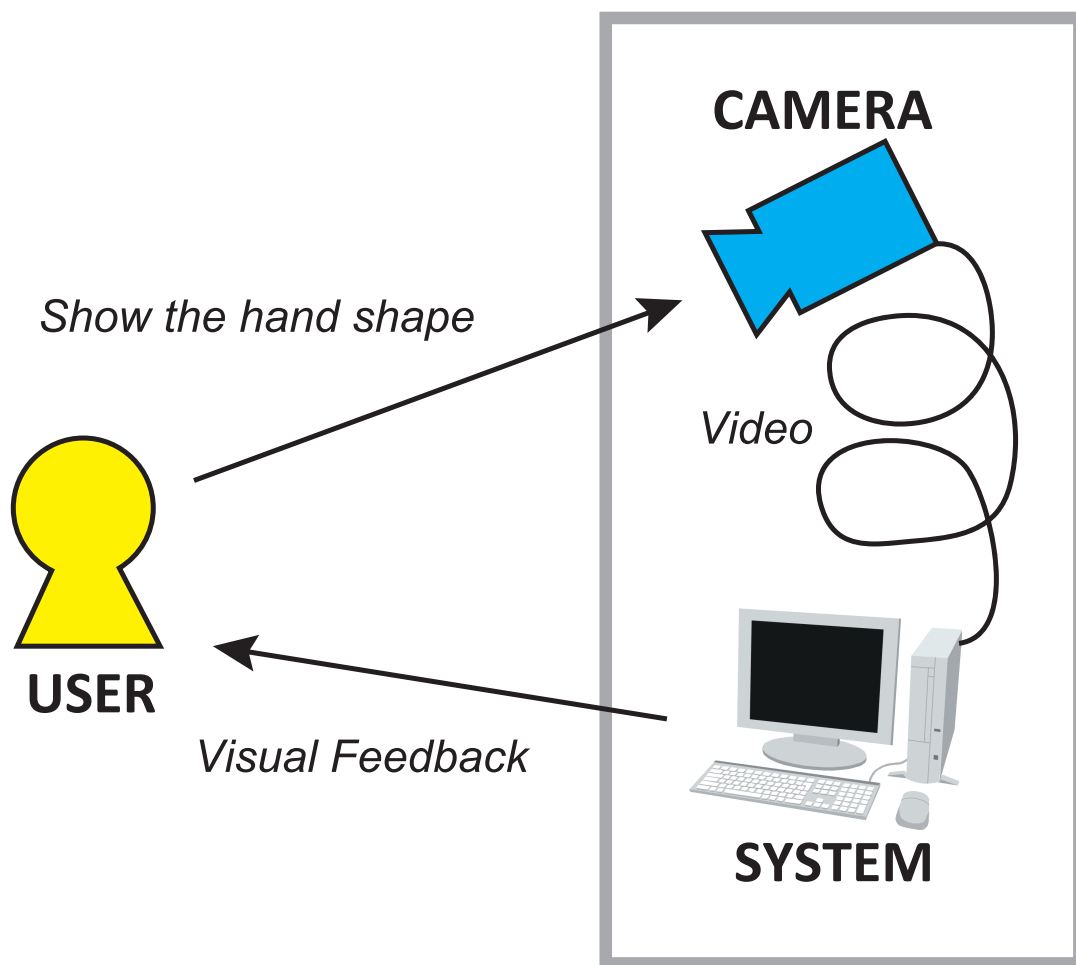 CAMERA
Show the hand shape
Video
USER
Visual Feedback
SYSTEM